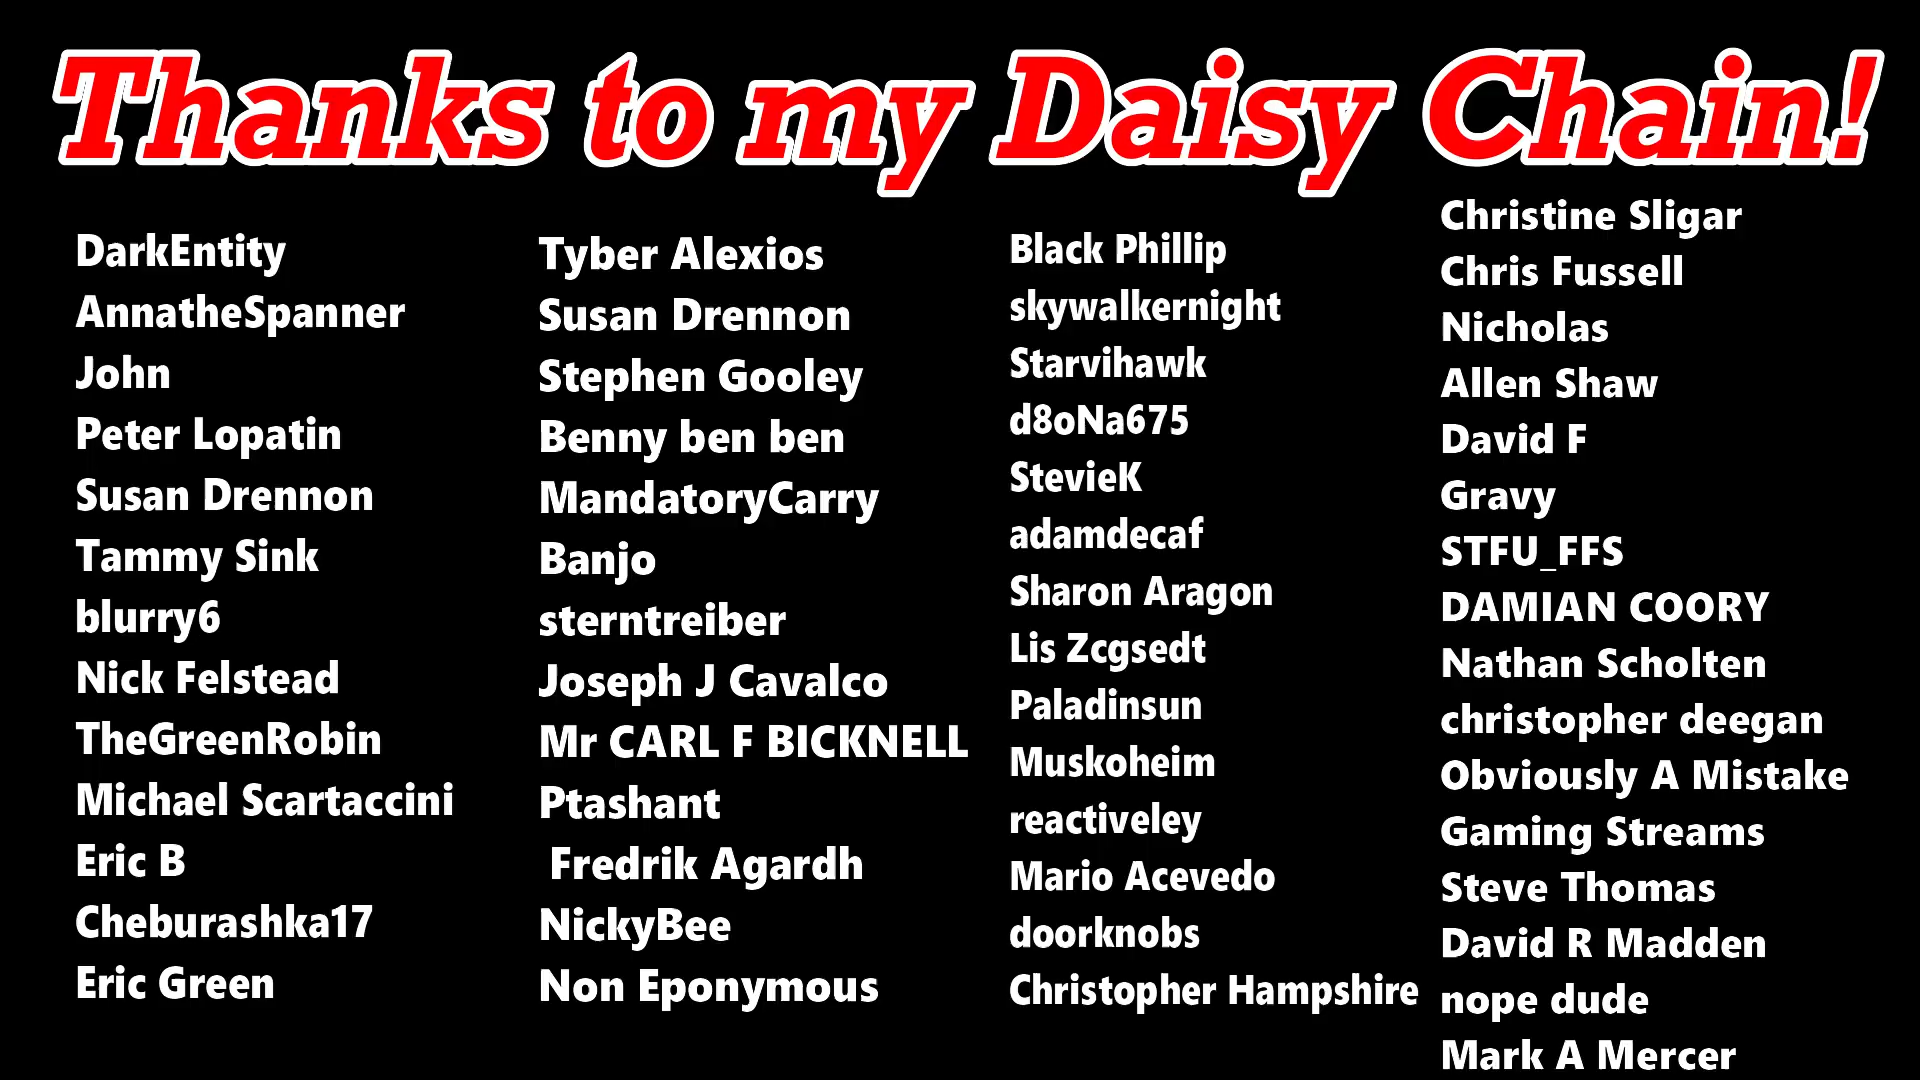 Thanks to my Daisy Chain!
DarkEntity
AnnatheSpanner
John
Peter Lopatin
Susan Drennon
Tammy Sink
blurry6
Nick Felstead
TheGreenRobin
Michael Scartaccini
Eric B
Cheburashka17
Eric Green
Tyber Alexios
Susan Drennon
Stephen Gooley
Benny ben ben
MandatoryCarry
Banjo
sterntreiber
Joseph J Cavalco
Mr CARL F BICKNELL
Ptashant
Fredrik Agardh
NickyBee
Non Eponymous
Black Phillip
skywalkernight
Starvihawk
d8oNa675
StevieK
adamdecaf
Sharon Aragon
Lis Zcgsedt
Paladinsun
Muskoheim
reactiveley
Mario Acevedo
doorknobs
Christopher Hampshire
Christine Sligar
Chris Fussell
Nicholas
Allen Shaw
David F
Gravy
STFU_FFS
DAMIAN COORY
Nathan Scholten
christopher deegan
Obviously A Mistake
Gaming Streams
Steve Thomas
David R Madden
nope dude
Mark A Mercer